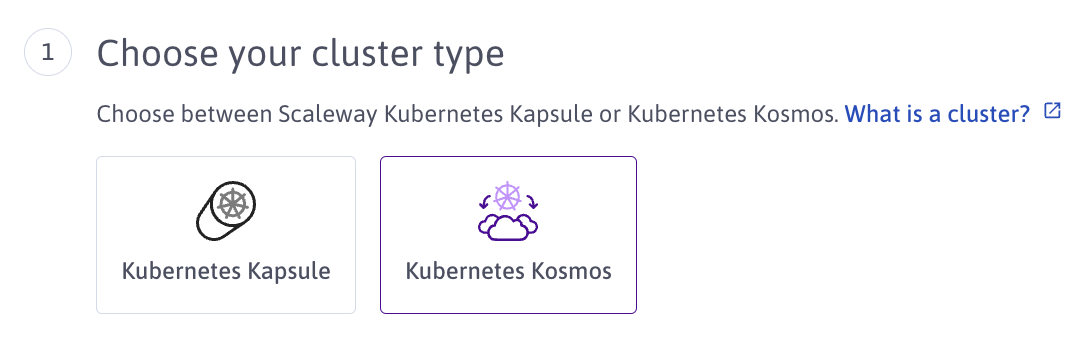 1
Choose your cluster type
Choose between Scaleway Kubernetes Kapsule or Kubernetes Kosmos. What is a cluster?
Kubernetes Kapsule
Kubernetes Kosmos